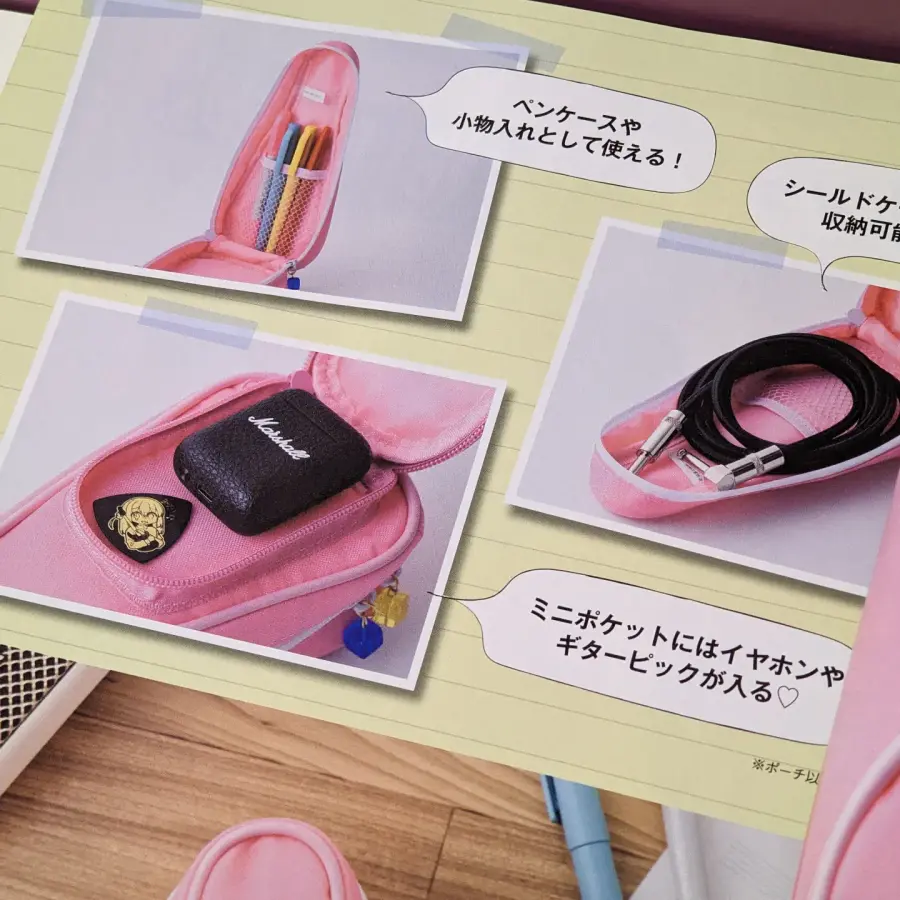 ペンケースや
小物入れとして使える！
シールドケ
収納可能
Marshall
ミニポケットにはイヤホンや
ギターピックが入る♡
※ポーチ以